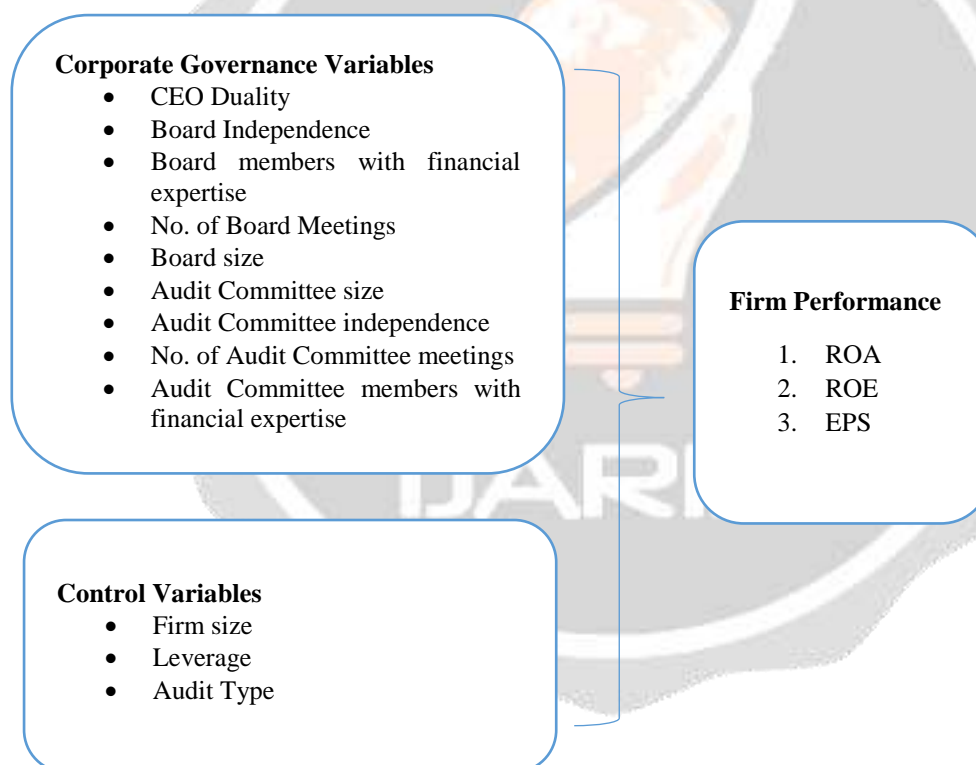 Corporate Governance Variables
• CEO Duality
• Board Independence
• Board members with financial
expertise
• No. of Board Meetings
• Board size
• Audit Committee size
• Audit Committee independence
• No. of Audit Committee meetings
• Audit Committee members with
financial expertise
Firm Performance
1. ROA
2. ROE
3. EPS
Control Variables
• Firm size
• Leverage
• Audit Type